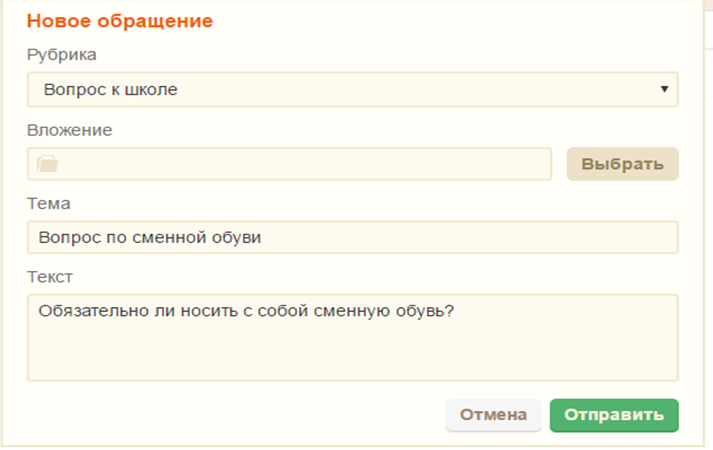 Новое обращение
Рубрика
Вопрос к школе
Вложение
Выбрать
Тема
Вопрос по сменной обуви
Текст
Обязательно ли носить с собой сменную обувь?
Отмена Отправить